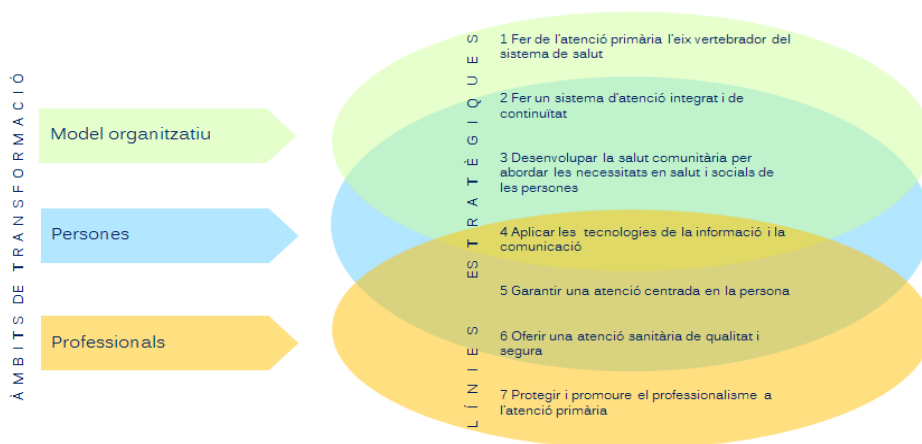 ÀMBITS DE TRANSFORMACIÓ
Model organitzatiu
Persones
Professionals
LÍNIES ESTRATÈGIQUES
1 Fer de l'atenció primària l'eix vertebrador del
sistema de salut
2 Fer un sistema d'atenció integrat i de
continuïtat
3 Desenvolupar la salut comunitària per
abordar les necessitats en salut i socials de
les persones
4 Aplicar les tecnologies de la informació i la
comunicació
5 Garantir una atenció centrada en la persona
6 Oferir una atenció sanitària de qualitat i
segura
7 Protegir i promoure el professionalisme a
l'atenció primària